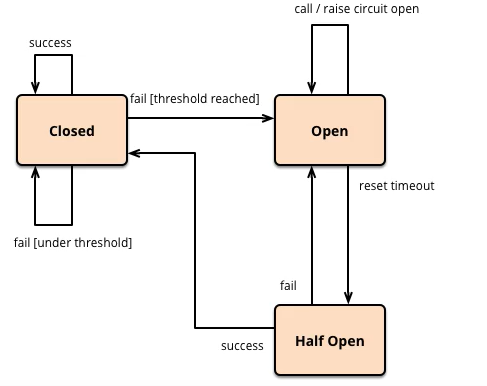 call / raise circuit open
success
fail [threshold reached]
Closed
Open
reset timeout
fail [under threshold]
fail
Half Open
success